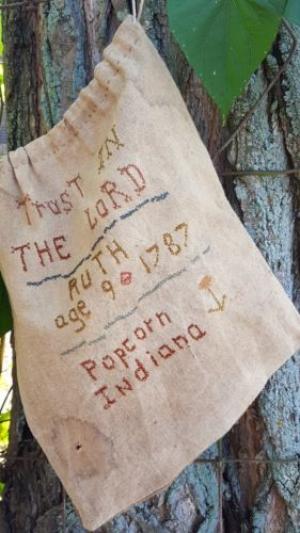 Trust IN
THE LORD
RUTH
age 9 1787
Popcorn
Indiana